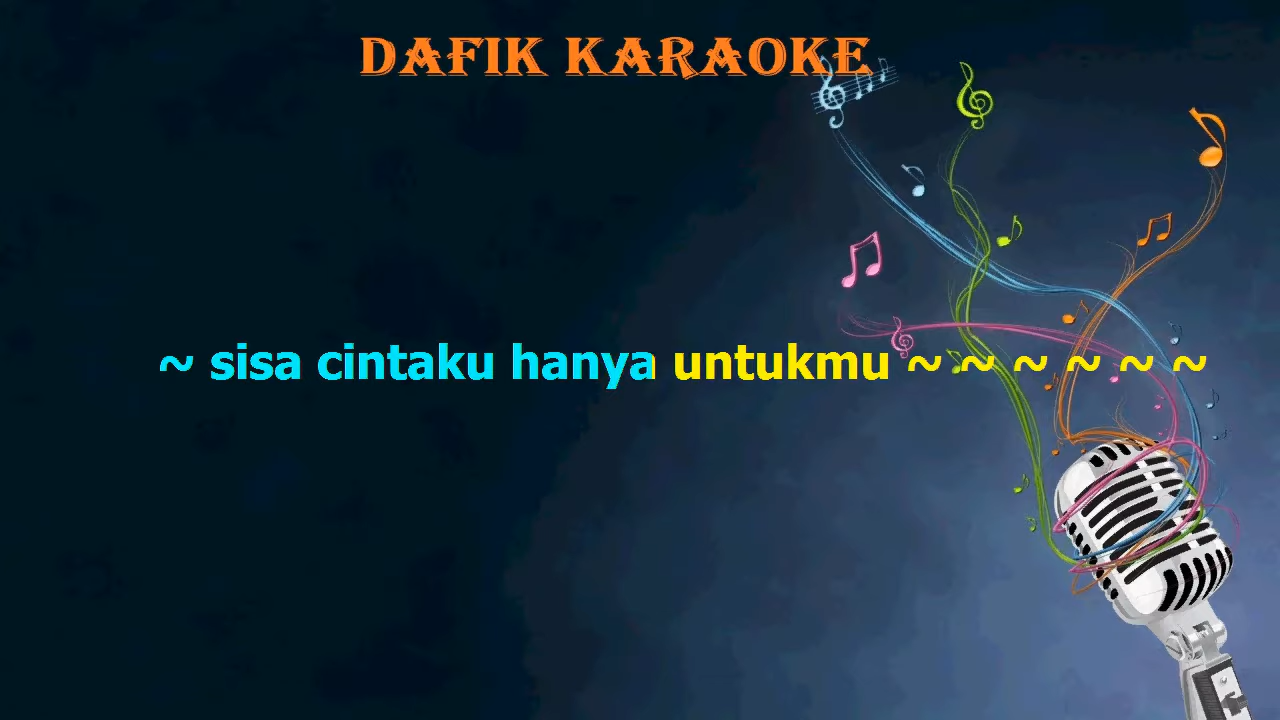 DAFIK KARAOKE
~ sisa cintaku hanya untukmu ~ ~ ~ ~ ~ ~